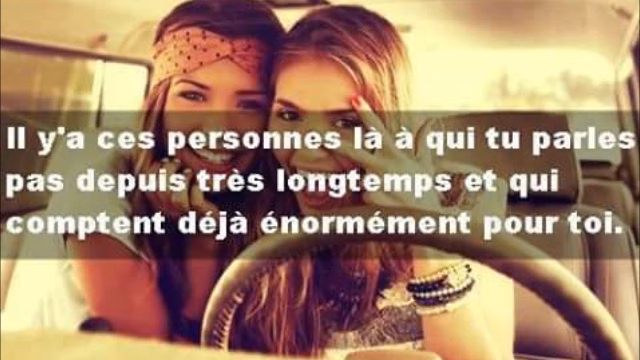 Il y'a ces personnes là à qui tu parles
pas depuis très longtemps et qui
comptent déjà énormément pour toi.